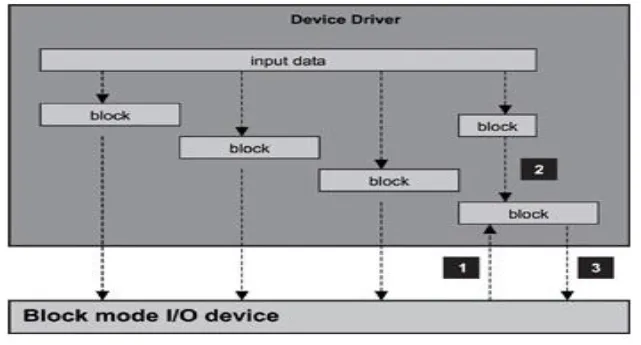 Device Driver
input data
block
block
block
block
2
block
1
3
Block mode I/O device